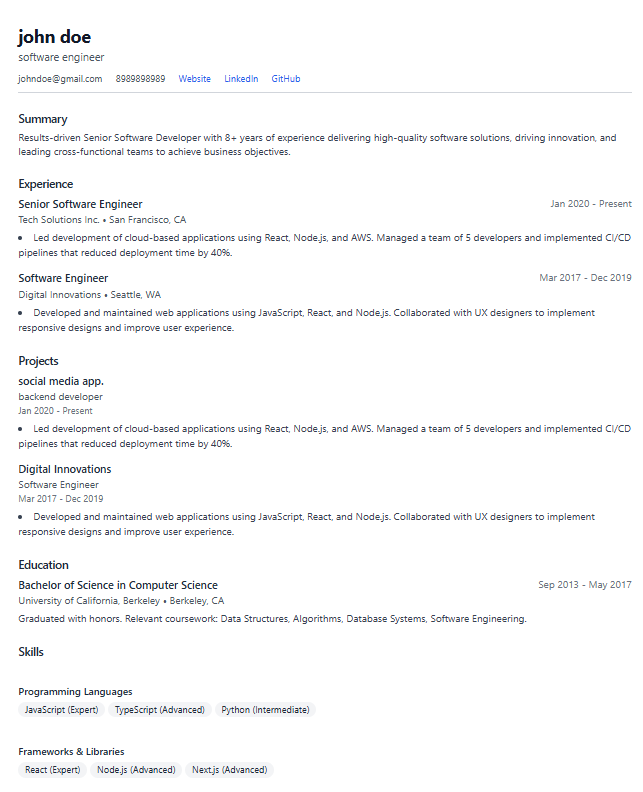 john doe
software engineer
johndoe@gmail.com 8989898989 Website LinkedIn GitHub
Summary
Results-driven Senior Software Developer with 8+ years of experience delivering high-quality software solutions, driving innovation, and
leading cross-functional teams to achieve business objectives.
Experience
Senior Software Engineer Jan 2020 - Present
Tech Solutions Inc. • San Francisco, CA
• Led development of cloud-based applications using React, Node.js, and AWS. Managed a team of 5 developers and implemented CI/CD
pipelines that reduced deployment time by 40%.
Software Engineer Mar 2017 - Dec 2019
Digital Innovations • Seattle, WA
• Developed and maintained web applications using JavaScript, React, and Node.js. Collaborated with UX designers to implement
responsive designs and improve user experience.
Projects
social media app.
backend developer
Jan 2020 - Present
• Led development of cloud-based applications using React, Node.js, and AWS. Managed a team of 5 developers and implemented CI/CD
pipelines that reduced deployment time by 40%.
Digital Innovations
Software Engineer
Mar 2017 - Dec 2019
• Developed and maintained web applications using JavaScript, React, and Node.js. Collaborated with UX designers to implement
responsive designs and improve user experience.
Education
Bachelor of Science in Computer Science Sep 2013 - May 2017
University of California, Berkeley • Berkeley, CA
Graduated with honors. Relevant coursework: Data Structures, Algorithms, Database Systems, Software Engineering.
Skills
Programming Languages
JavaScript (Expert) TypeScript (Advanced) Python (Intermediate)
Frameworks & Libraries
React (Expert) Node.js (Advanced) Next.js (Advanced)